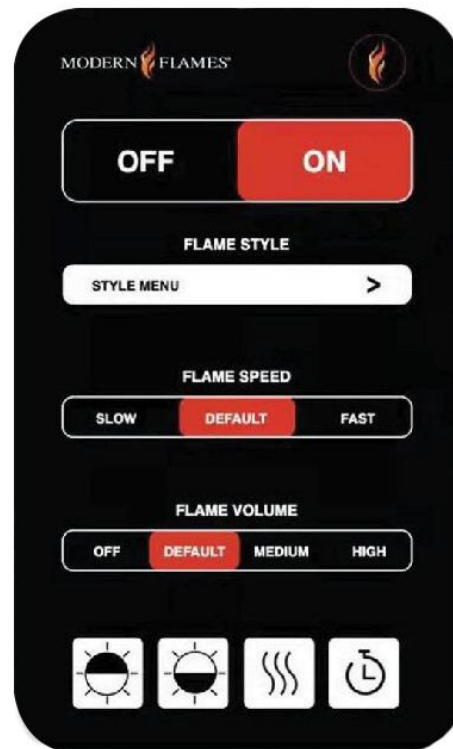 MODERN FLAMES®
OFF ON
FLAME STYLE
STYLE MENU >
FLAME SPEED
SLOW DEFAULT FAST
FLAME VOLUME
OFF DEFAULT MEDIUM HIGH